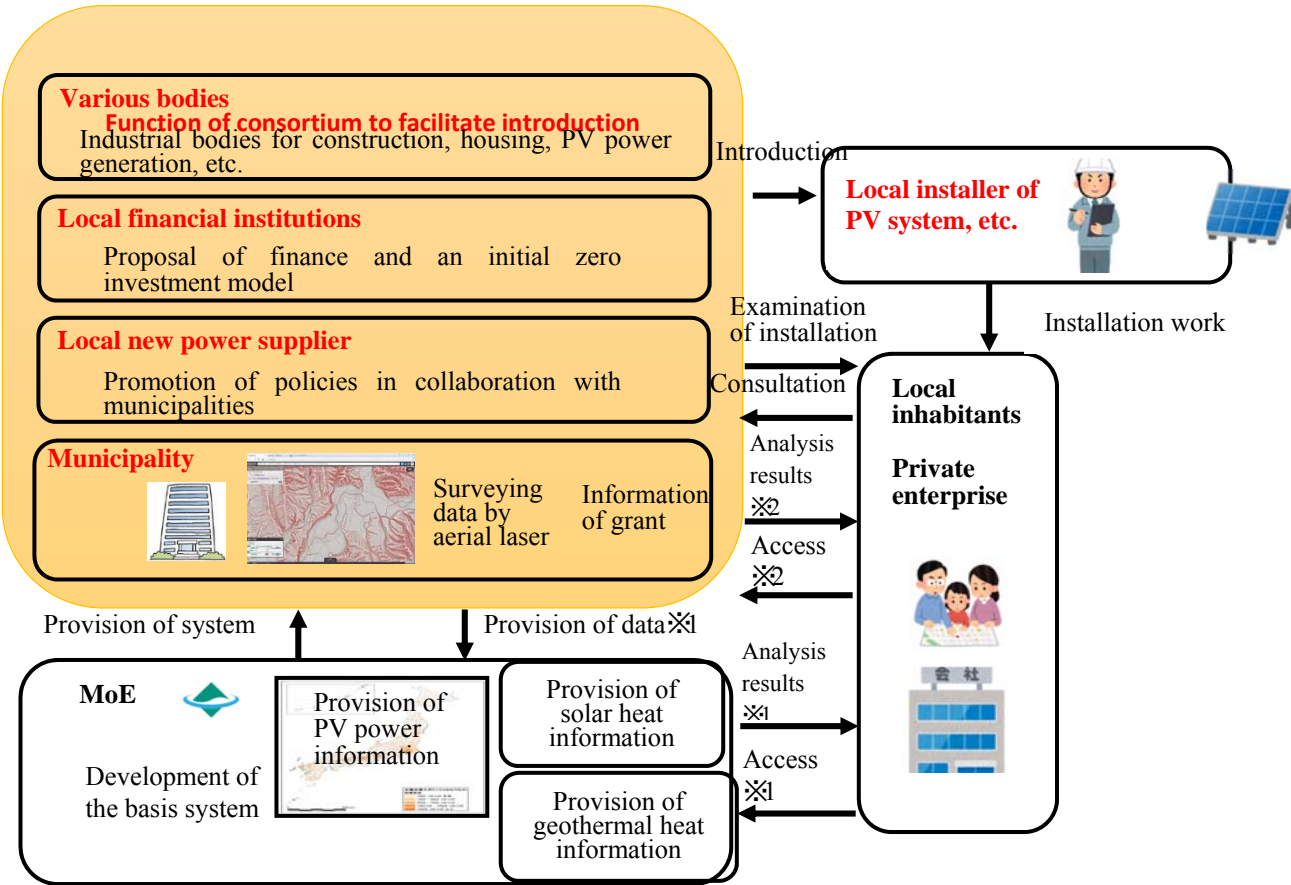 Various bodies
Function of consortium to facilitate introduction
Industrial bodies for construction, housing, PV power
generation, etc.
Local financial institutions
Proposal of finance and an initial zero
investment model
Local new power supplier
Promotion of policies in collaboration with
municipalities
Municipality
Surveying
data by
aerial laser
Information
of grant
Introduction
Local installer of
PV system, etc.
Examination
of installation
Installation work
Consultation
Local
inhabitants
Private
enterprise
会社
Analysis
results
※2
Access
※2
Provision of system
Provision of data※1
Analysis
results
※1
Access
※1
MoE
Development of
the basis system
Provision of
PV power
information
Provision of
solar heat
information
Provision of
geothermal heat
information